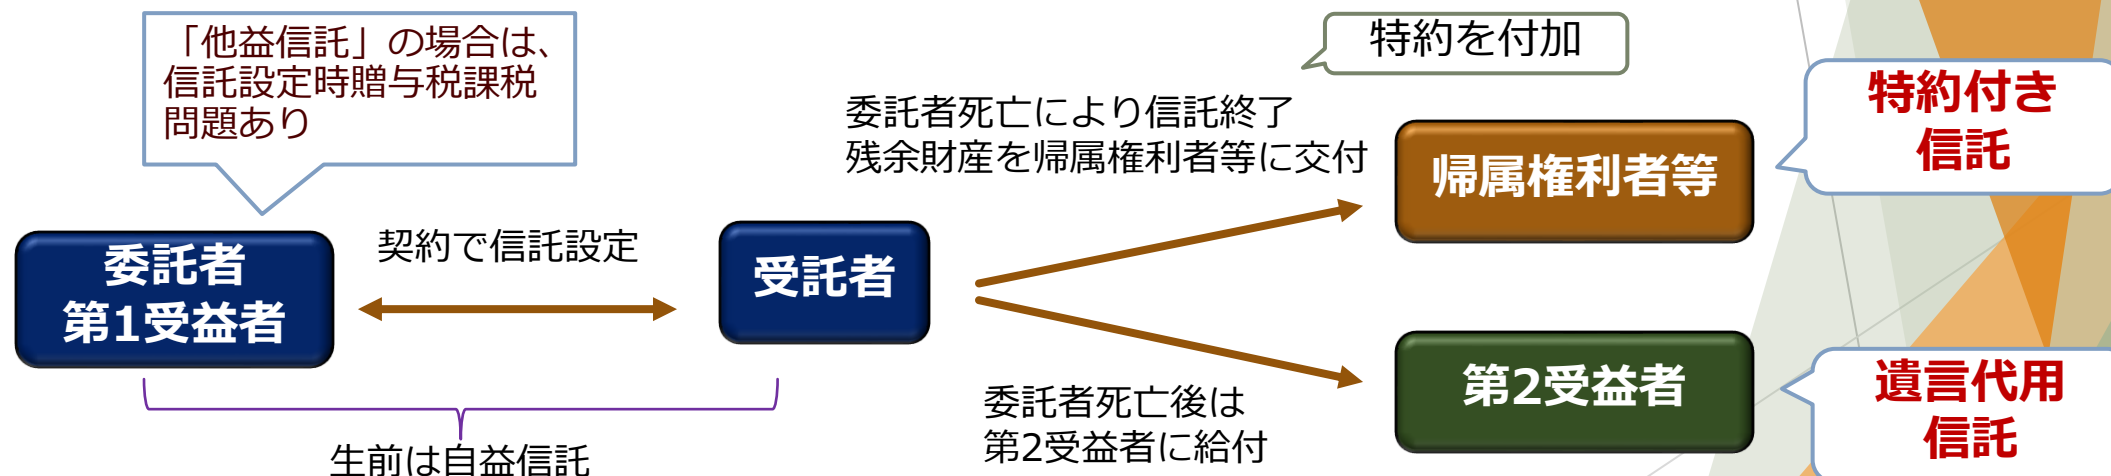 「他益信託」の場合は、
信託設定時贈与税課税
問題あり
特約を付加
特約付き
信託
委託者死亡により信託終了
残余財産を帰属権利者等に交付
帰属権利者等
委託者
第1受益者
契約で信託設定
受託者
第2受益者
遺言代用
信託
委託者死亡後は
第2受益者に給付
生前は自益信託